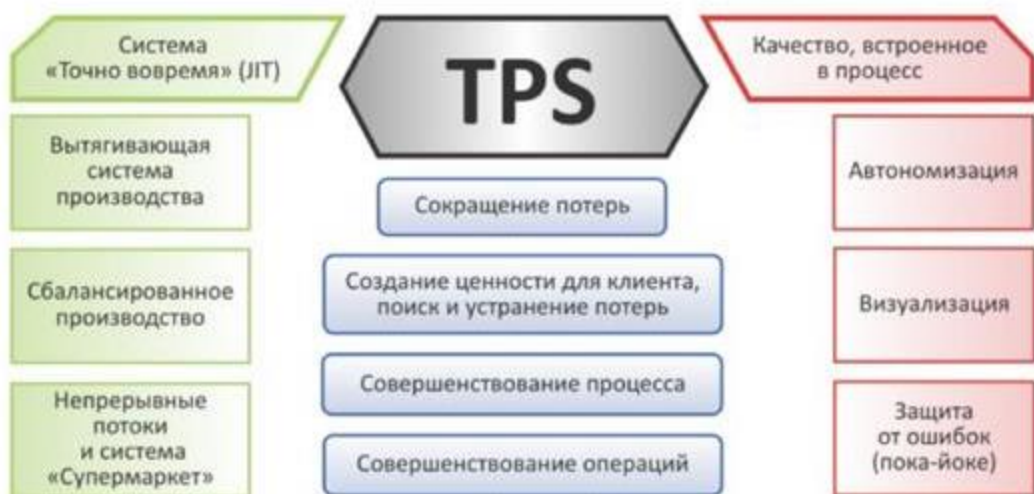 Система
«Точно вовремя» (JIT)
TPS
Качество, встроенное
в процесс
Вытягивающая
система
производства
Сбалансированное
производство
Непрерывные
потоки
и система
«Супермаркет»
Сокращение потерь
Создание ценности для клиента,
поиск и устранение потерь
Совершенствование процесса
Совершенствование операций
Автономизация
Визуализация
Защита
от ошибок
(пока-йоке)